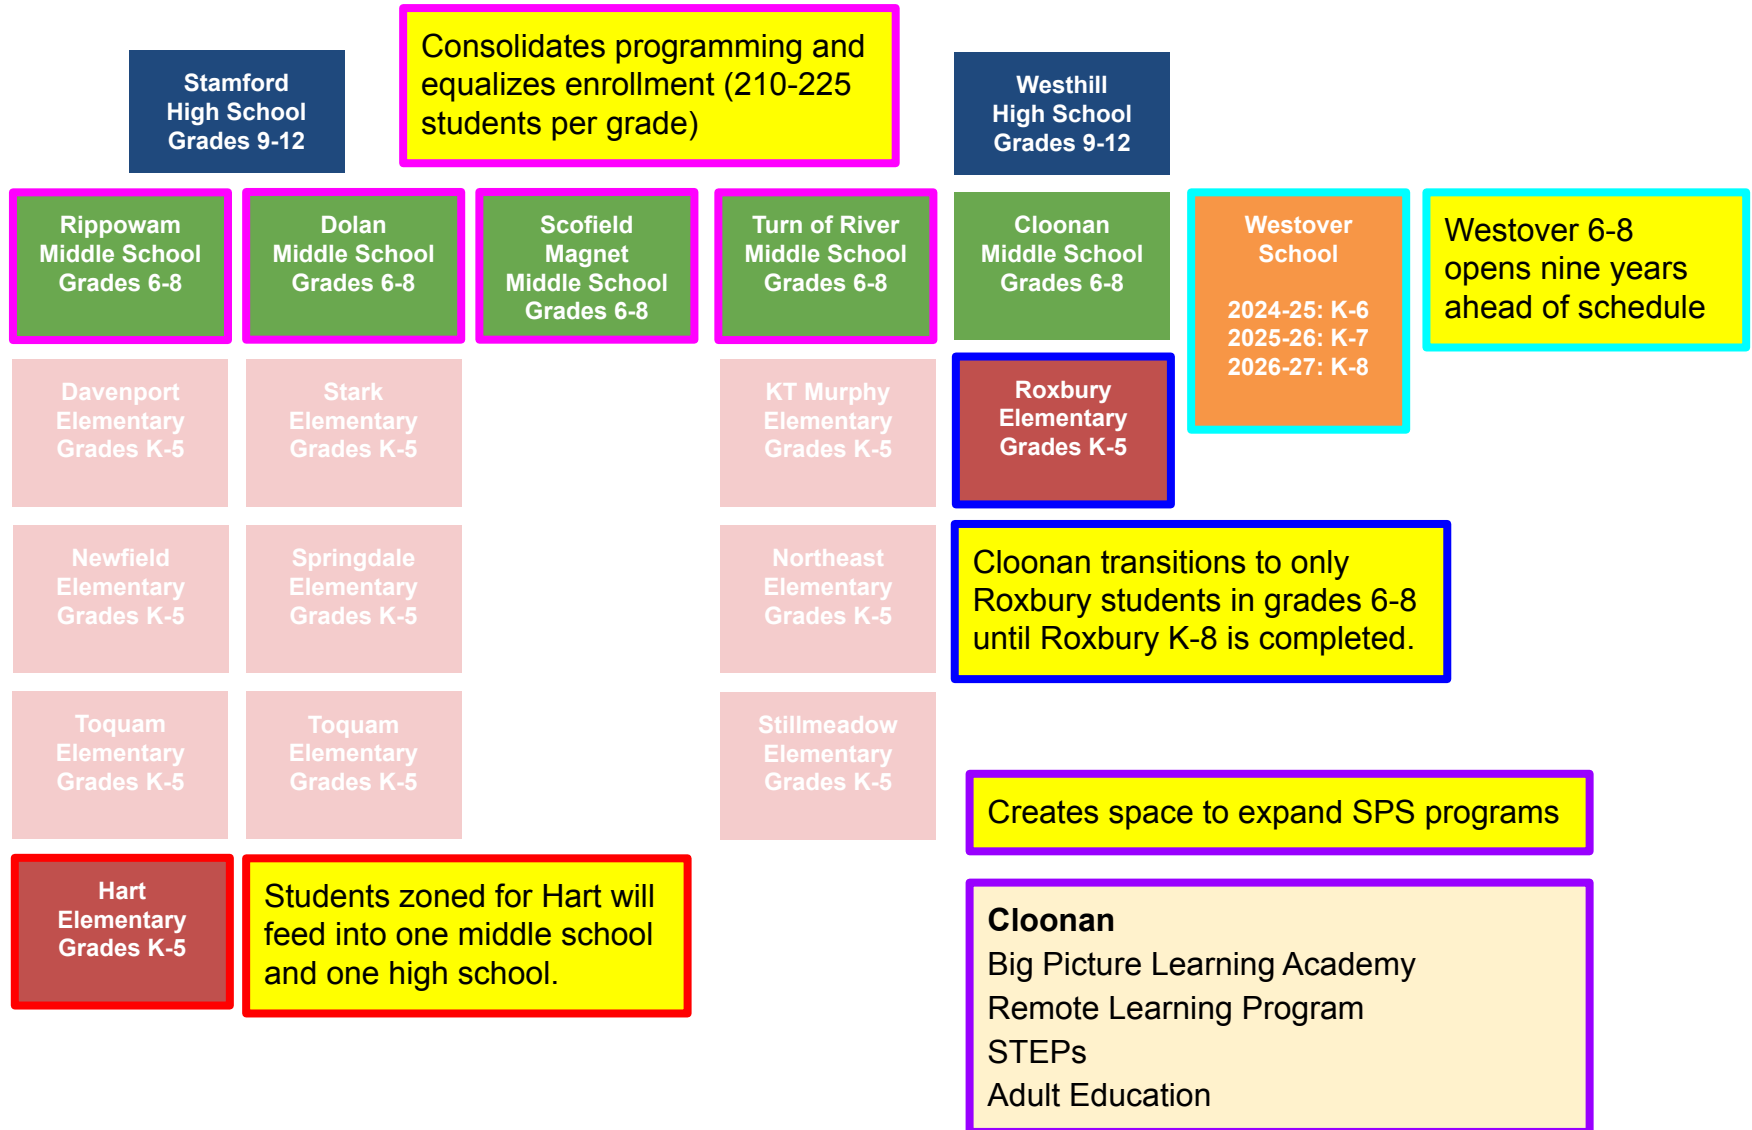 Stamford
High School
Grades 9-12
Consolidates programming and
equalizes enrollment (210-225
students per grade)
Westhill
High School
Grades 9-12
Rippowam
Middle School
Grades 6-8
Dolan
Middle School
Grades 6-8
Scofield
Magnet
Middle School
Grades 6-8
Turn of River
Middle School
Grades 6-8
Cloonan
Middle School
Grades 6-8
Westover
School
2024-25: K-6
2025-26: K-7
2026-27: K-8
Westover 6-8
opens nine years
ahead of schedule
Davenport
Elementary
Grades K-5
Stark
Elementary
Grades K-5
KT Murphy
Elementary
Grades K-5
Roxbury
Elementary
Grades K-5
Newfield
Elementary
Grades K-5
Springdale
Elementary
Grades K-5
Northeast
Elementary
Grades K-5
Cloonan transitions to only
Roxbury students in grades 6-8
until Roxbury K-8 is completed.
Toquam
Elementary
Grades K-5
Toquam
Elementary
Grades K-5
Stillmeadow
Elementary
Grades K-5
Creates space to expand SPS programs
Hart
Elementary
Grades K-5
Students zoned for Hart will
feed into one middle school
and one high school.
Cloonan
Big Picture Learning Academy
Remote Learning Program
STEPs
Adult Education